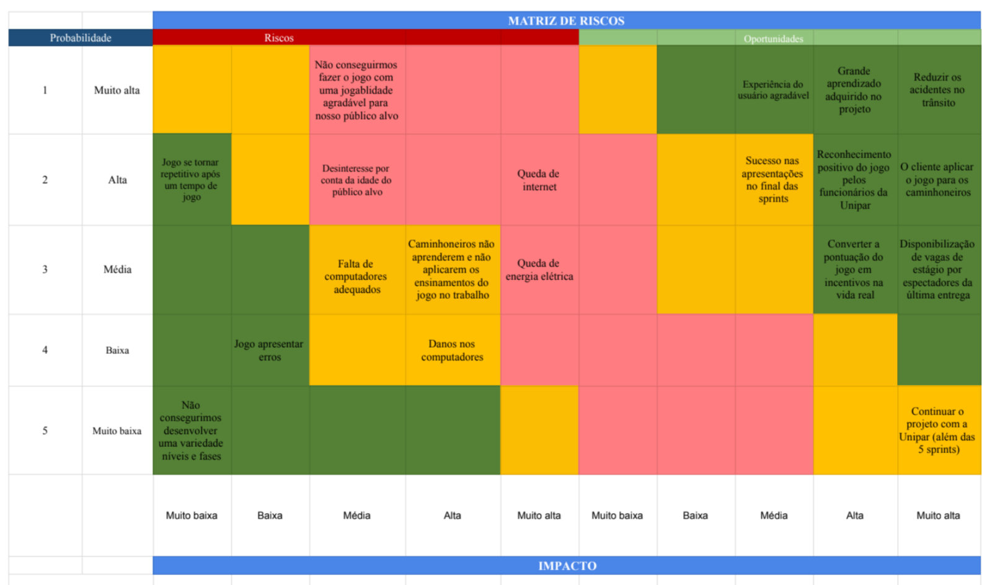 MATRIZ DE RISCOS
Probabilidade
Riscos
Oportunidades
1
Muito alta
Não conseguirmos
fazer o jogo com
uma jogablidade
agradável para
nosso público alvo
Experiência do
usuário agradável
Grande
aprendizado
adquirido no
projeto
Reduzir os
acidentes no
trânsito
2
Alta
Jogo se tornar
repetitivo após
um tempo de
jogo
Desinteresse por
conta da idade do
público alvo
Queda de
internet
Sucesso nas
apresentações
no final das
sprints
Reconhecimento
positivo do jogo
pelos
funcionários da
Unipar
O cliente aplicar
o jogo para os
caminhoneiros
3
Média
Falta de
computadores
adequados
Caminhoneiros não
aprenderem e não
aplicarem os
ensinamentos do
jogo no trabalho
Queda de
energia elétrica
Converter a
pontuação do
jogo em
incentivos na
vida real
Disponibilização
de vagas de
estágio por
espectadores da
última entrega
4
Baixa
Jogo apresentar
erros
Danos nos
computadores
5
Muito baixa
Não
consegurimos
desenvolver
uma variedade
níveis e fases
Continuar o
projeto com a
Unipar (além das
5 sprints)
Muito baixa
Baixa
Média
Alta
Muito alta
Muito baixa
Baixa
Média
Alta
Muito alta
IMPACTO